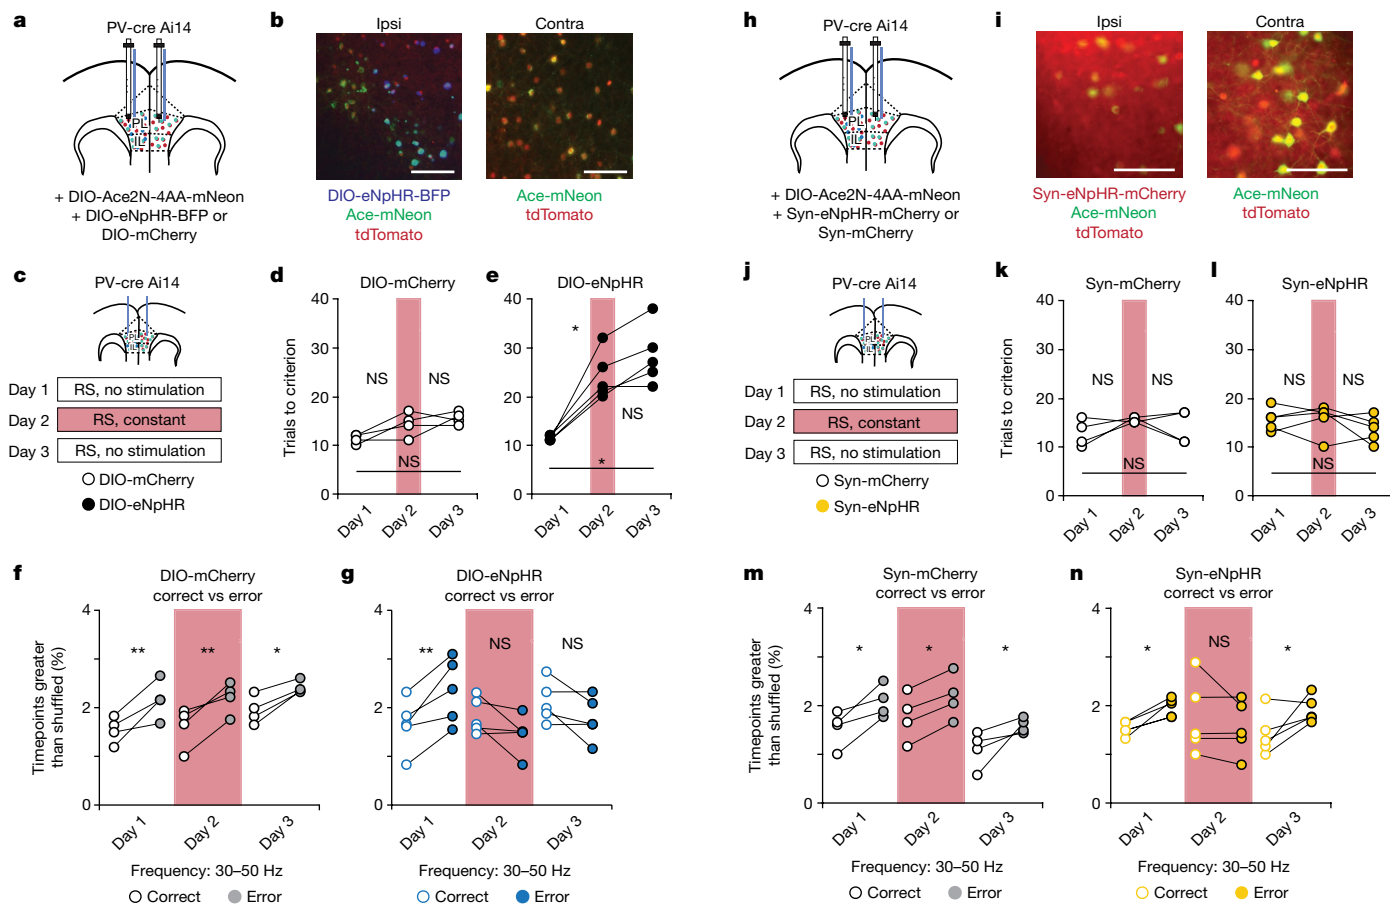 a
PV-cre Ai14
PL
IL
+ DIO-Ace2N-4AA-mNeon
+ DIO-eNpHR-BFP or
DIO-mCherry
b
Ipsi
Contra
DIO-eNpHR-BFP
Ace-mNeon
tdTomato
Ace-mNeon
tdTomato
c
PV-cre Ai14
PL
IL
Day 1
RS, no stimulation
Day 2
RS, constant
Day 3
RS, no stimulation
DIO-mCherry
DIO-eNpHR
d
DIO-mCherry
Trials to criterion
40
30
20
10
0
NS
NS
NS
Day 1
Day 2
Day 3
e
DIO-eNpHR
40
30
20
10
0
*
NS
*
Day 1
Day 2
Day 3
f
DIO-mCherry
correct vs error
Timepoints greater
than shuffled (%)
4
2
0
**
**
*
Day 1
Day 2
Day 3
Frequency: 30–50 Hz
Correct
Error
g
DIO-eNpHR
correct vs error
4
2
0
**
NS
NS
Day 1
Day 2
Day 3
Frequency: 30–50 Hz
Correct
Error
h
PV-cre Ai14
PL
IL
+ DIO-Ace2N-4AA-mNeon
+ Syn-eNpHR-mCherry or
Syn-mCherry
i
Ipsi
Contra
Syn-eNpHR-mCherry
Ace-mNeon
tdTomato
Ace-mNeon
tdTomato
j
PV-cre Ai14
PL
IL
Day 1
RS, no stimulation
Day 2
RS, constant
Day 3
RS, no stimulation
Syn-mCherry
Syn-eNpHR
k
Syn-mCherry
Trials to criterion
40
30
20
10
0
NS
NS
NS
Day 1
Day 2
Day 3
l
Syn-eNpHR
40
30
20
10
0
NS
NS
NS
Day 1
Day 2
Day 3
m
Syn-mCherry
correct vs error
Timepoints greater
than shuffled (%)
4
2
0
*
*
*
Day 1
Day 2
Day 3
Frequency: 30–50 Hz
Correct
Error
n
Syn-eNpHR
correct vs error
4
2
0
*
NS
*
Day 1
Day 2
Day 3
Frequency: 30–50 Hz
Correct
Error